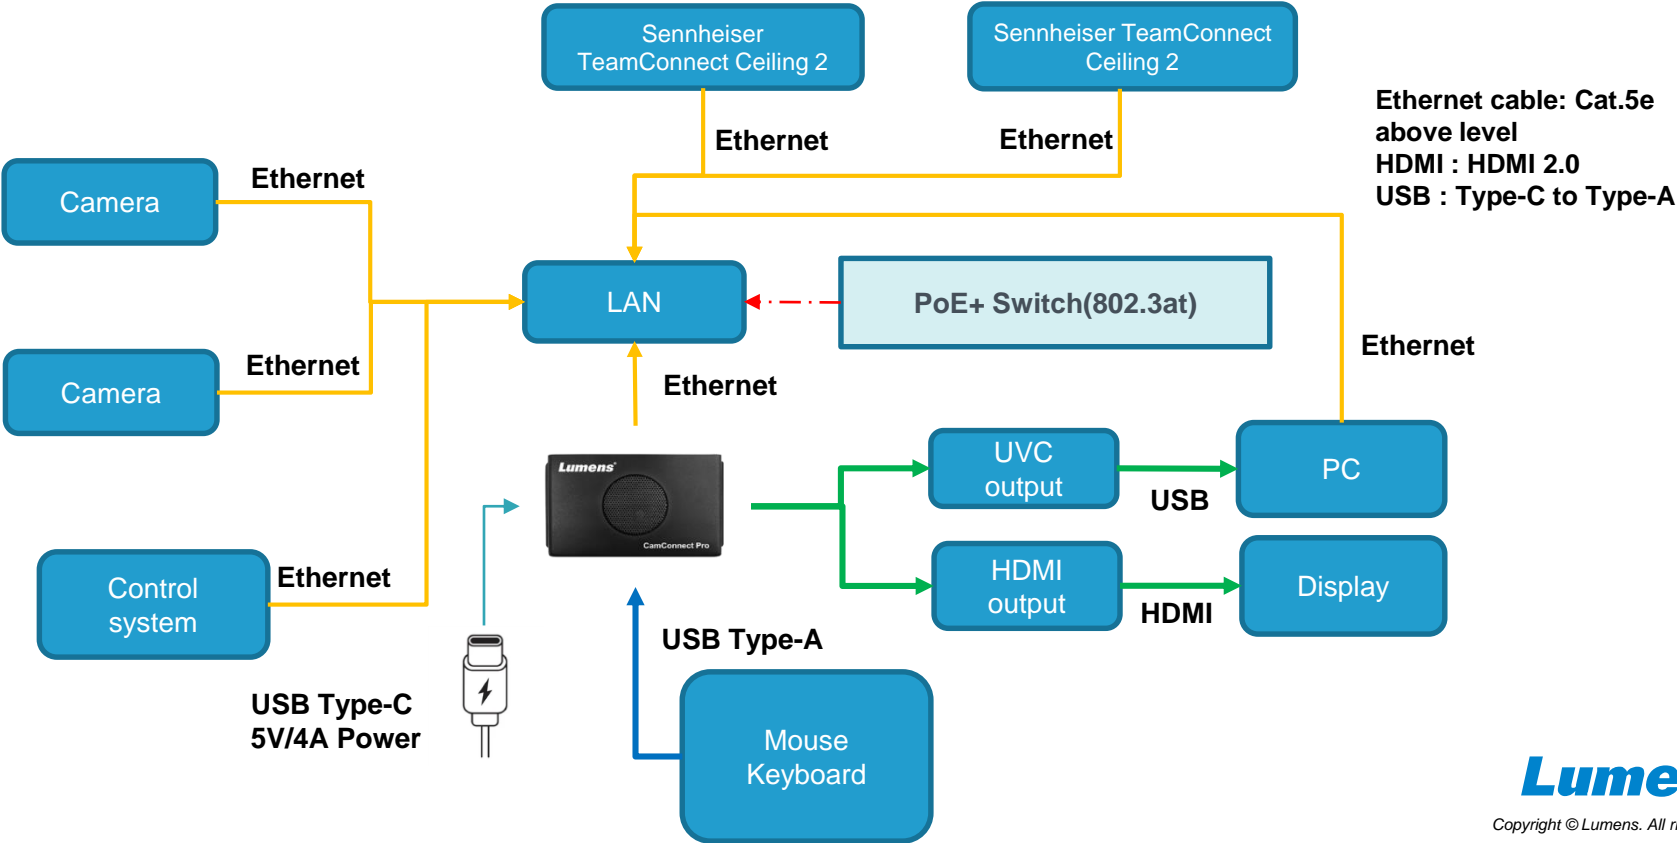 Sennheiser
TeamConnect Ceiling 2
Sennheiser TeamConnect
Ceiling 2
Ethernet cable: Cat.5e
above level
HDMI : HDMI 2.0
USB : Type-C to Type-A
Ethernet
Ethernet
Ethernet
Camera
LAN
PoE+ Switch(802.3at)
Ethernet
Camera
Ethernet
Ethernet
Lumens
CamConnect Pro
UVC
output
USB
PC
HDMI
output
HDMI
Display
Control
system
Ethernet
USB Type-A
USB Type-C
5V/4A Power
Mouse
Keyboard
Lume
Copyright © Lumens. All